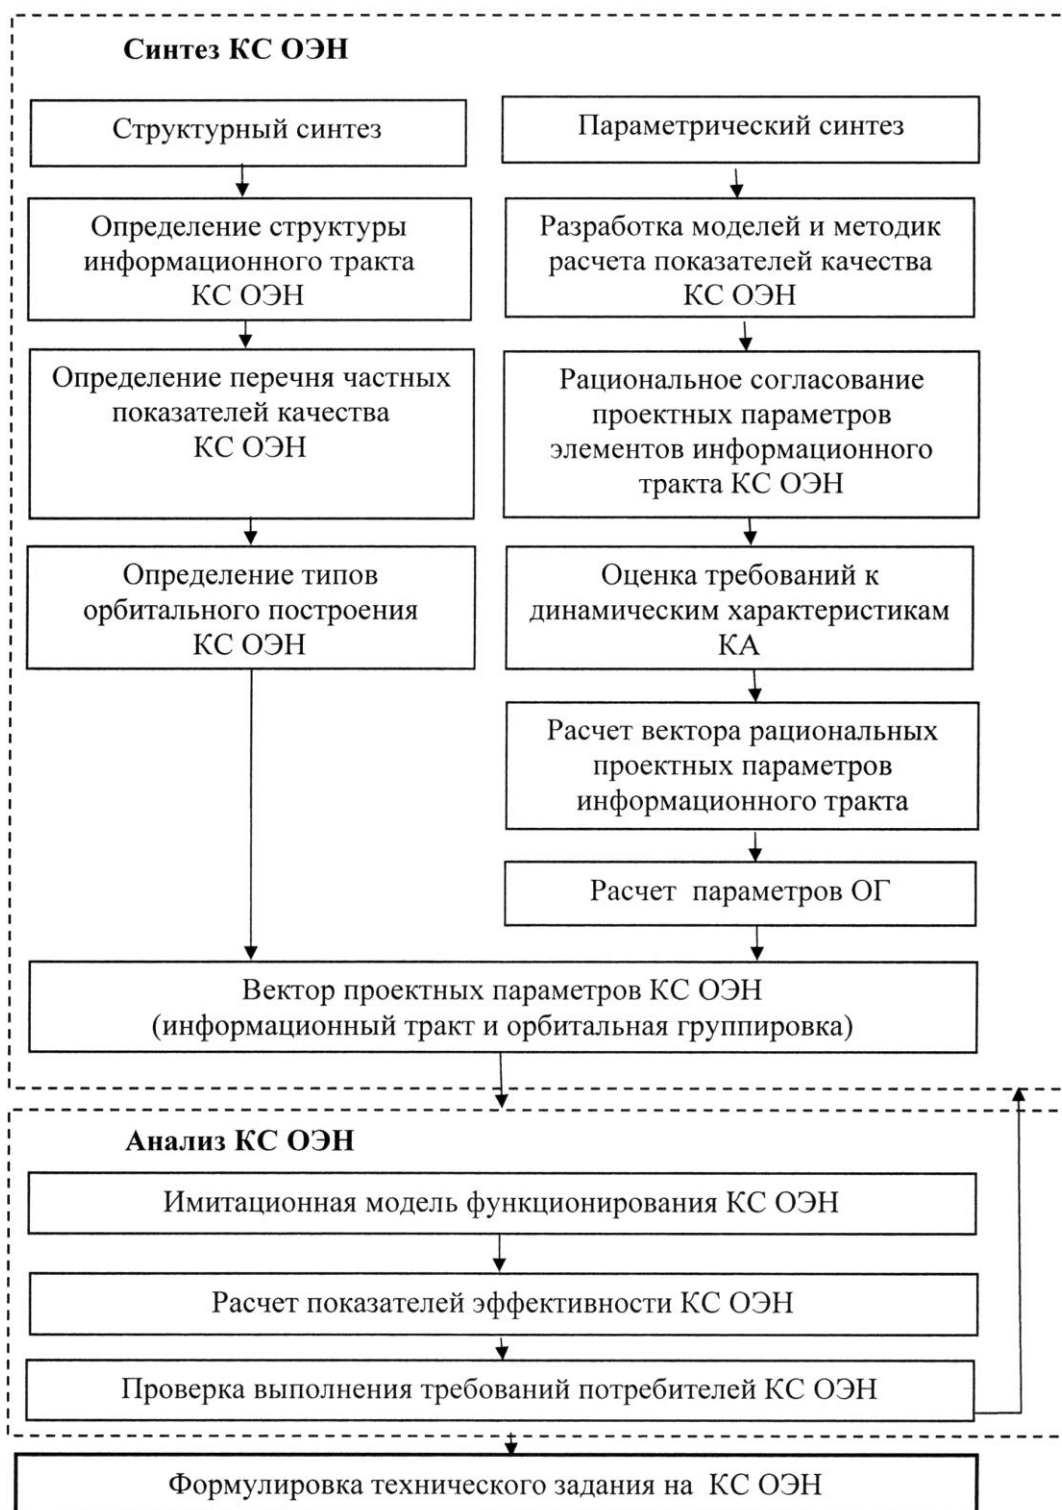 Синтез КС ОЭН
Структурный синтез
Определение структуры
информационного тракта
КС ОЭН
Определение перечня частных
показателей качества
КС ОЭН
Определение типов
орбитального построения
КС ОЭН
Параметрический синтез
Разработка моделей и методик
расчета показателей качества
КС ОЭН
Рациональное согласование
проектных параметров
элементов информационного
тракта КС ОЭН
Оценка требований к
динамическим характеристикам
КА
Расчет вектора рациональных
проектных параметров
информационного тракта
Расчет параметров ОГ
Вектор проектных параметров КС ОЭН
(информационный тракт и орбитальная группировка)
Анализ КС ОЭН
Имитационная модель функционирования КС ОЭН
Расчет показателей эффективности КС ОЭН
Проверка выполнения требований потребителей КС ОЭН
Формулировка технического задания на КС ОЭН